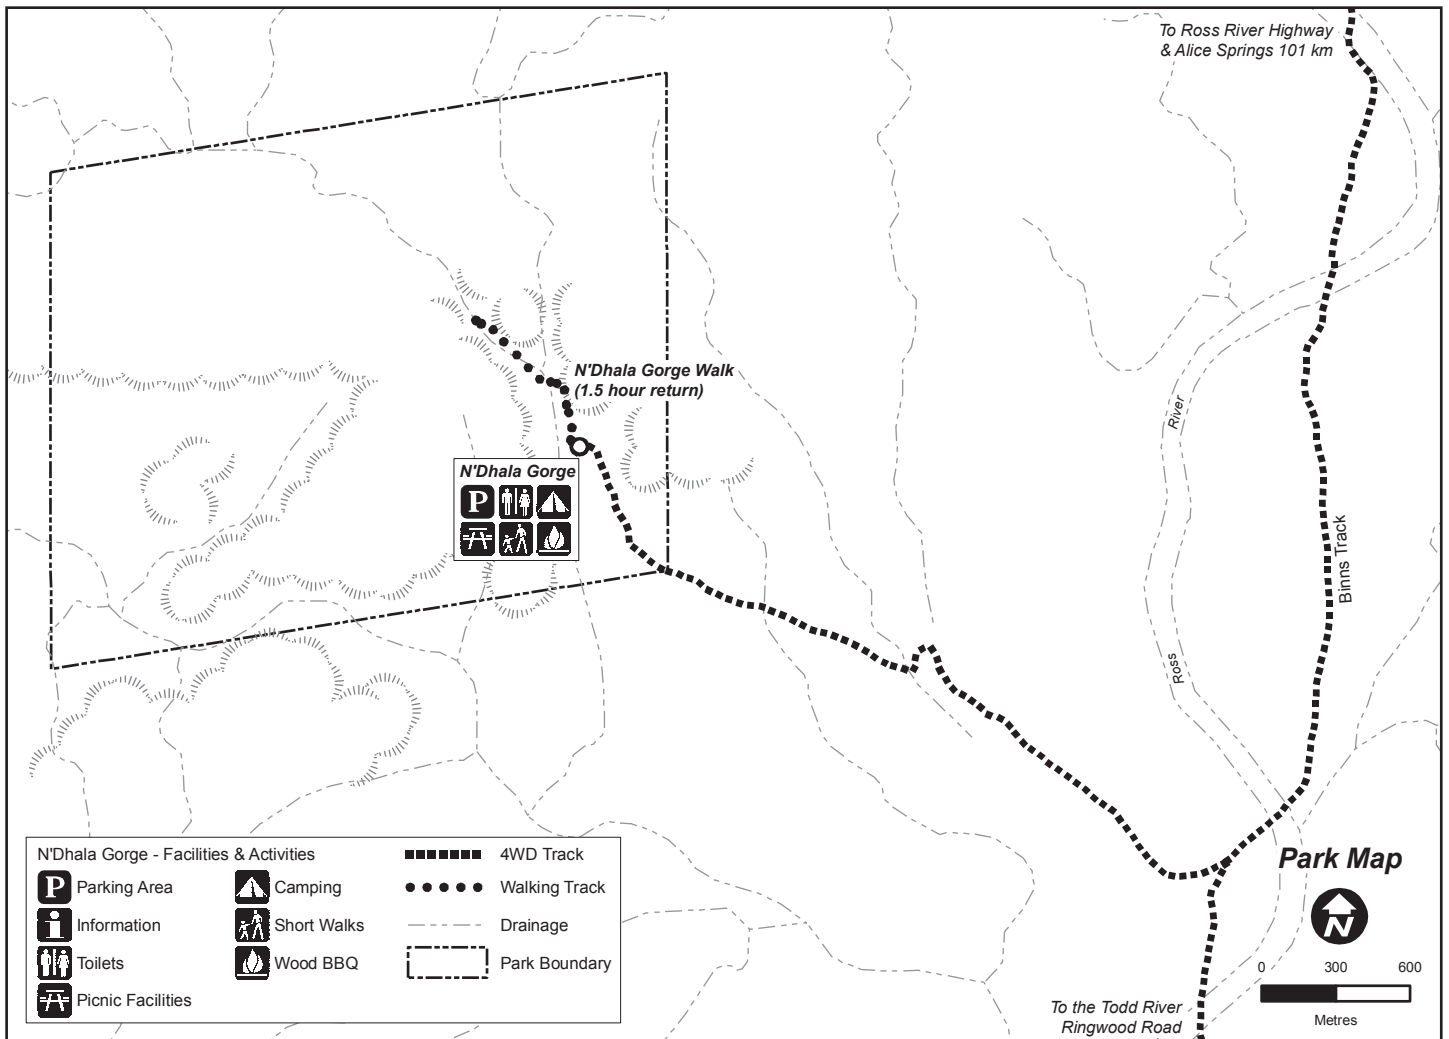 To Ross River Highway
& Alice Springs 101 km
N'Dhala Gorge Walk
(1.5 hour return)
River
N'Dhala Gorge
P
Binns Track
Ross
N'Dhala Gorge - Facilities & Activities
P Parking Area
Information
Toilets
Picnic Facilities
Camping
Short Walks
Wood BBQ
4WD Track
Walking Track
Drainage
Park Boundary
Park Map
N
0 300 600
Metres
To the Todd River
Ringwood Road